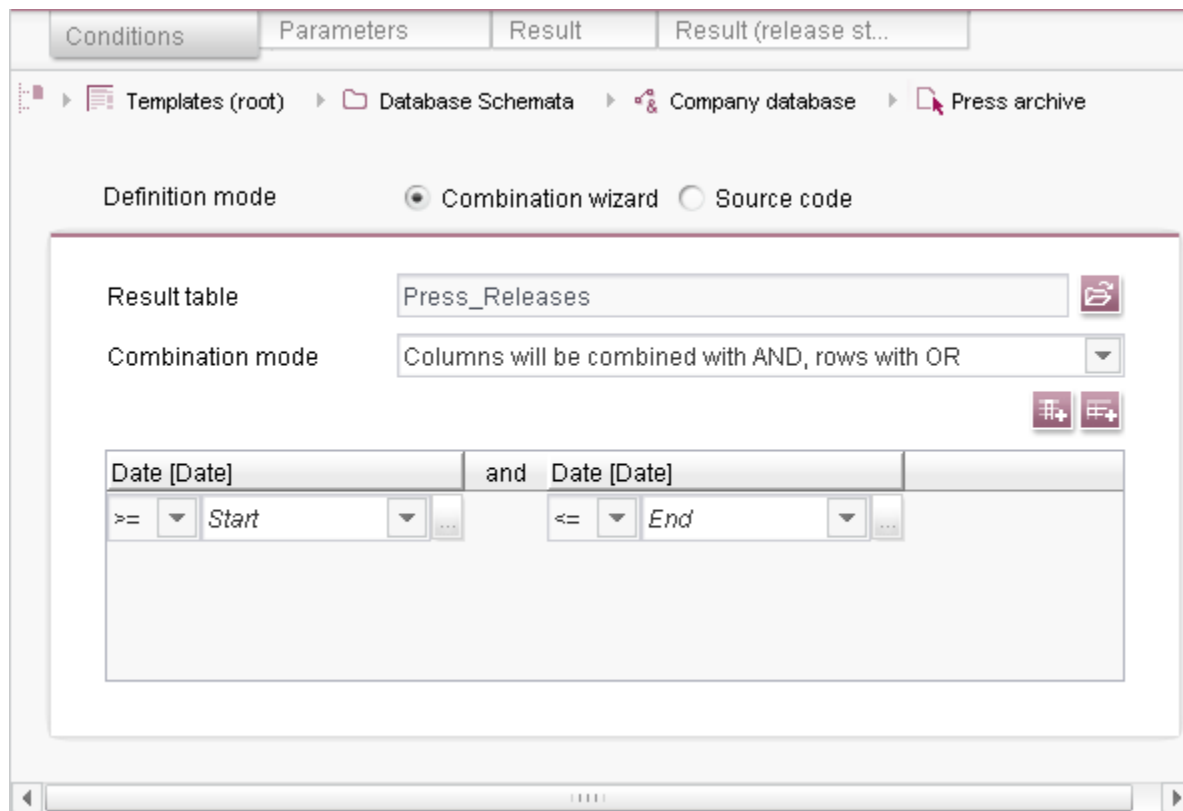 Conditions Parameters Result Result (release st...
Templates (root) Database Schemata Company database Press archive
Definition mode Combination wizard Source code
Result table Press_Releases
Combination mode Columns will be combined with AND, rows with OR
Date [Date] and Date [Date]
>= Start ... <= End ...